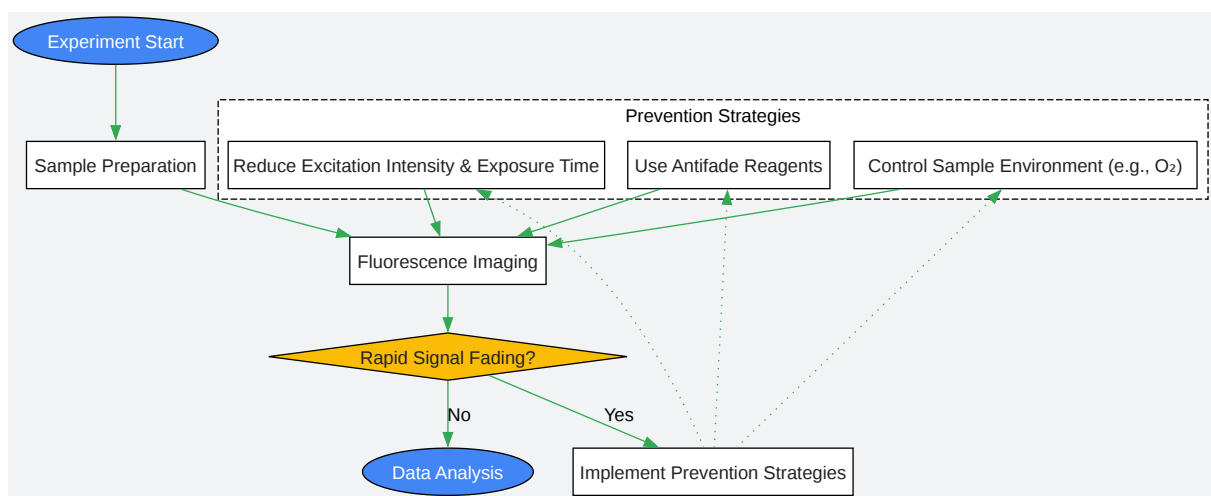 Experiment Start
Prevention Strategies
Sample Preparation
Reduce Excitation Intensity & Exposure Time
Use Antifade Reagents
Control Sample Environment (e.g., O₂)
Fluorescence Imaging
Rapid Signal Fading?
No
Yes
Data Analysis
Implement Prevention Strategies